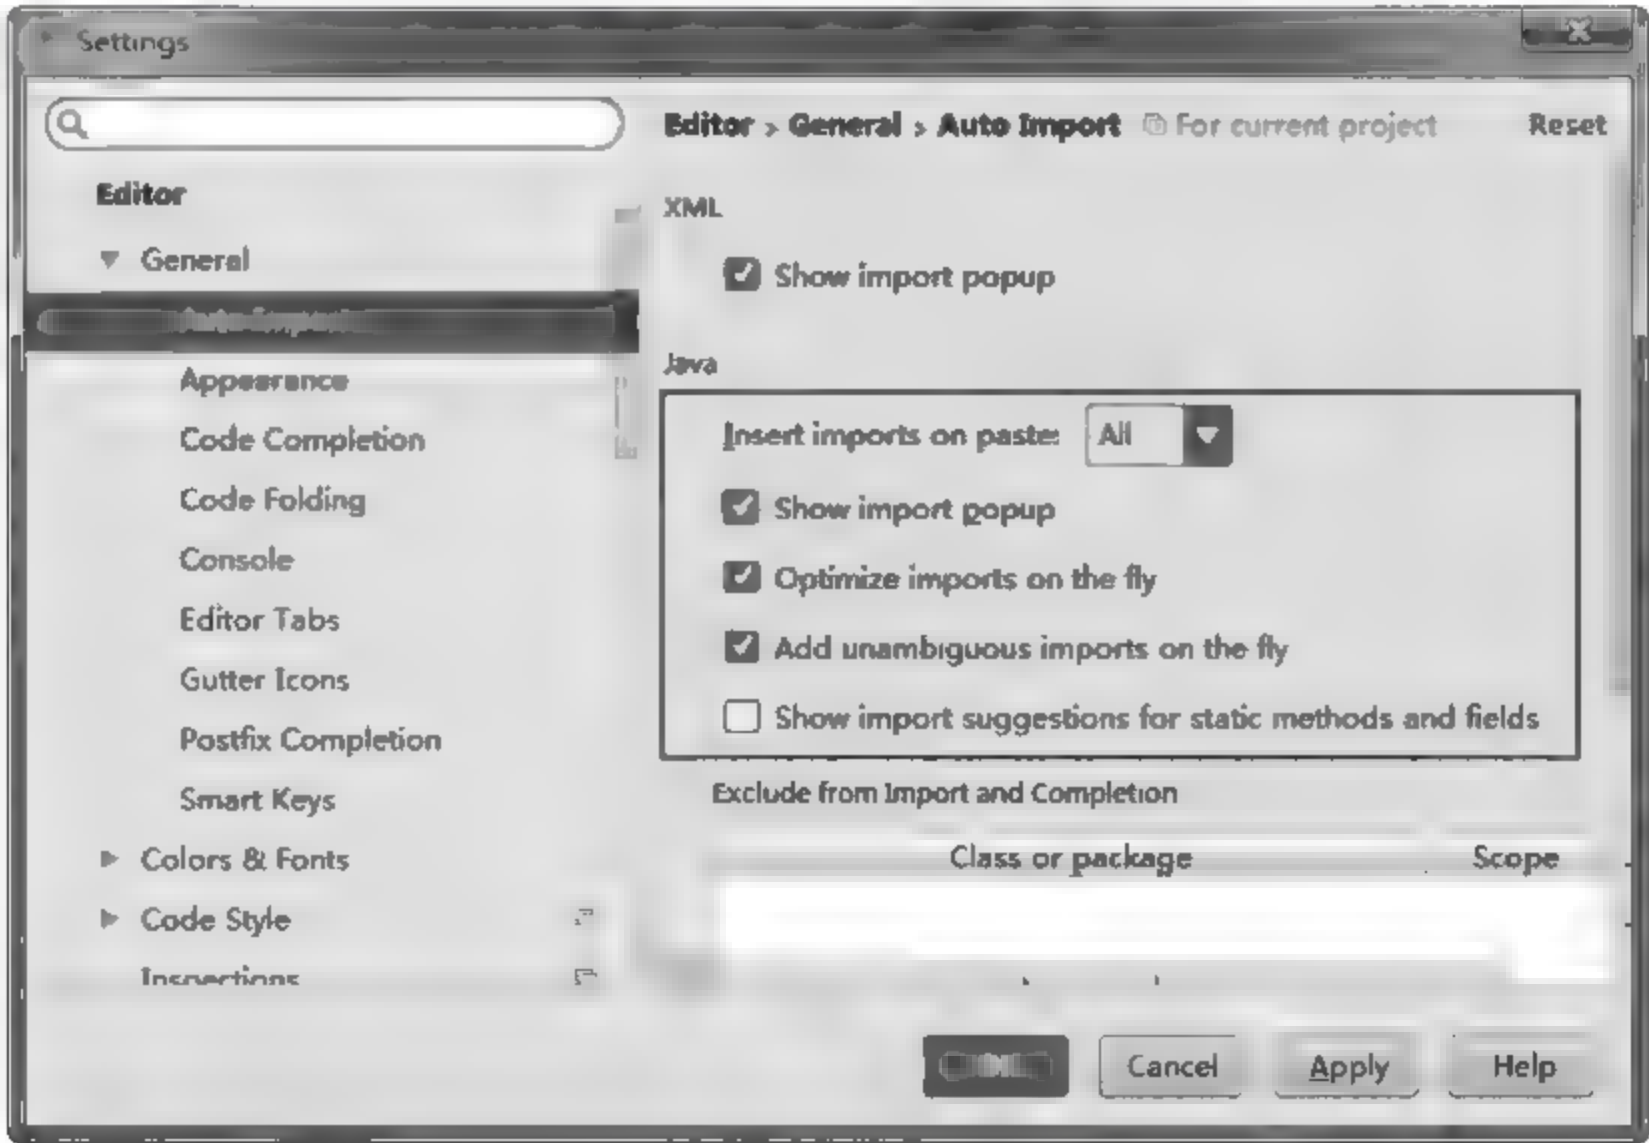 Settings
Editor > General > Auto Import For current project Reset
Editor
General
Auto Import
Appearance
Code Completion
Code Folding
Console
Editor Tabs
Gutter Icons
Postfix Completion
Smart Keys
Colors & Fonts
Code Style
Inspections
XML
Show import popup
Java
Insert imports on paste: All
Show import popup
Optimize imports on the fly
Add unambiguous imports on the fly
Show import suggestions for static methods and fields
Exclude from Import and Completion
Class or package Scope
Cancel Apply Help